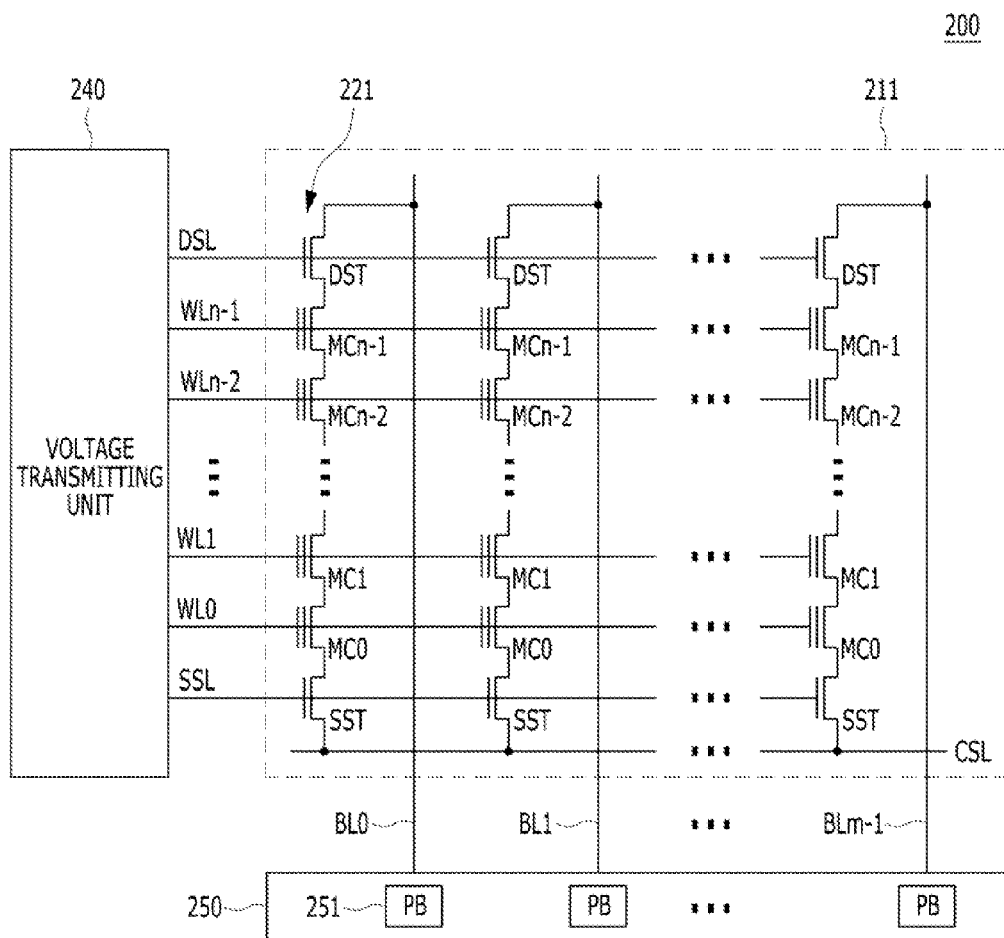 200
240
221
211
DSL
DST
DST
DST
WLn-1
MCn-1
MCn-1
MCn-1
WLn-2
MCn-2
MCn-2
MCn-2
VOLTAGE
TRANSMITTING
UNIT
WL1
MC1
MC1
MC1
WL0
MC0
MC0
MC0
SSL
SST
SST
SST
CSL
BL0
BL1
BLm-1
250
251
PB
PB
PB